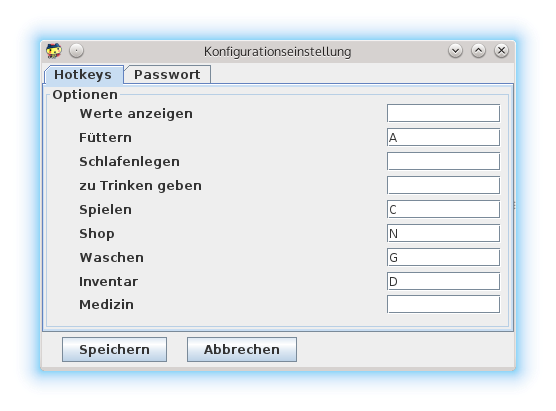 Konfigurationseinstellung
Hotkeys Passwort
Optionen
Werte anzeigen
Füttern A
Schlafenlegen
zu Trinken geben
Spielen C
Shop N
Waschen G
Inventar D
Medizin
Speichern Abbrechen